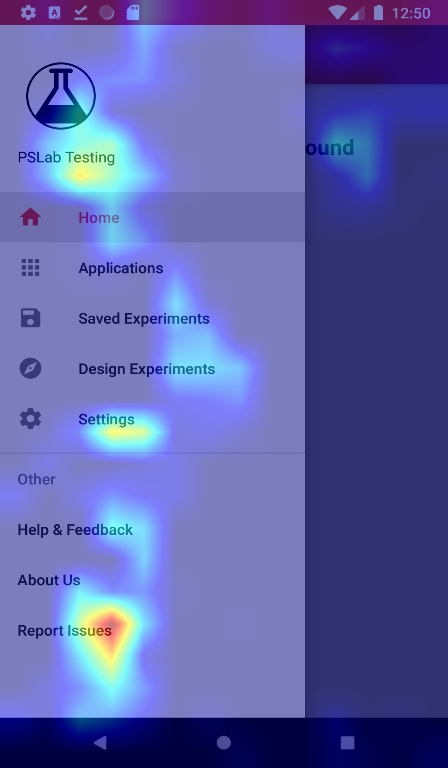 12:50
PSLab Testing
ound
Home
Applications
Saved Experiments
Design Experiments
Settings
Other
Help & Feedback
About Us
Report Issues